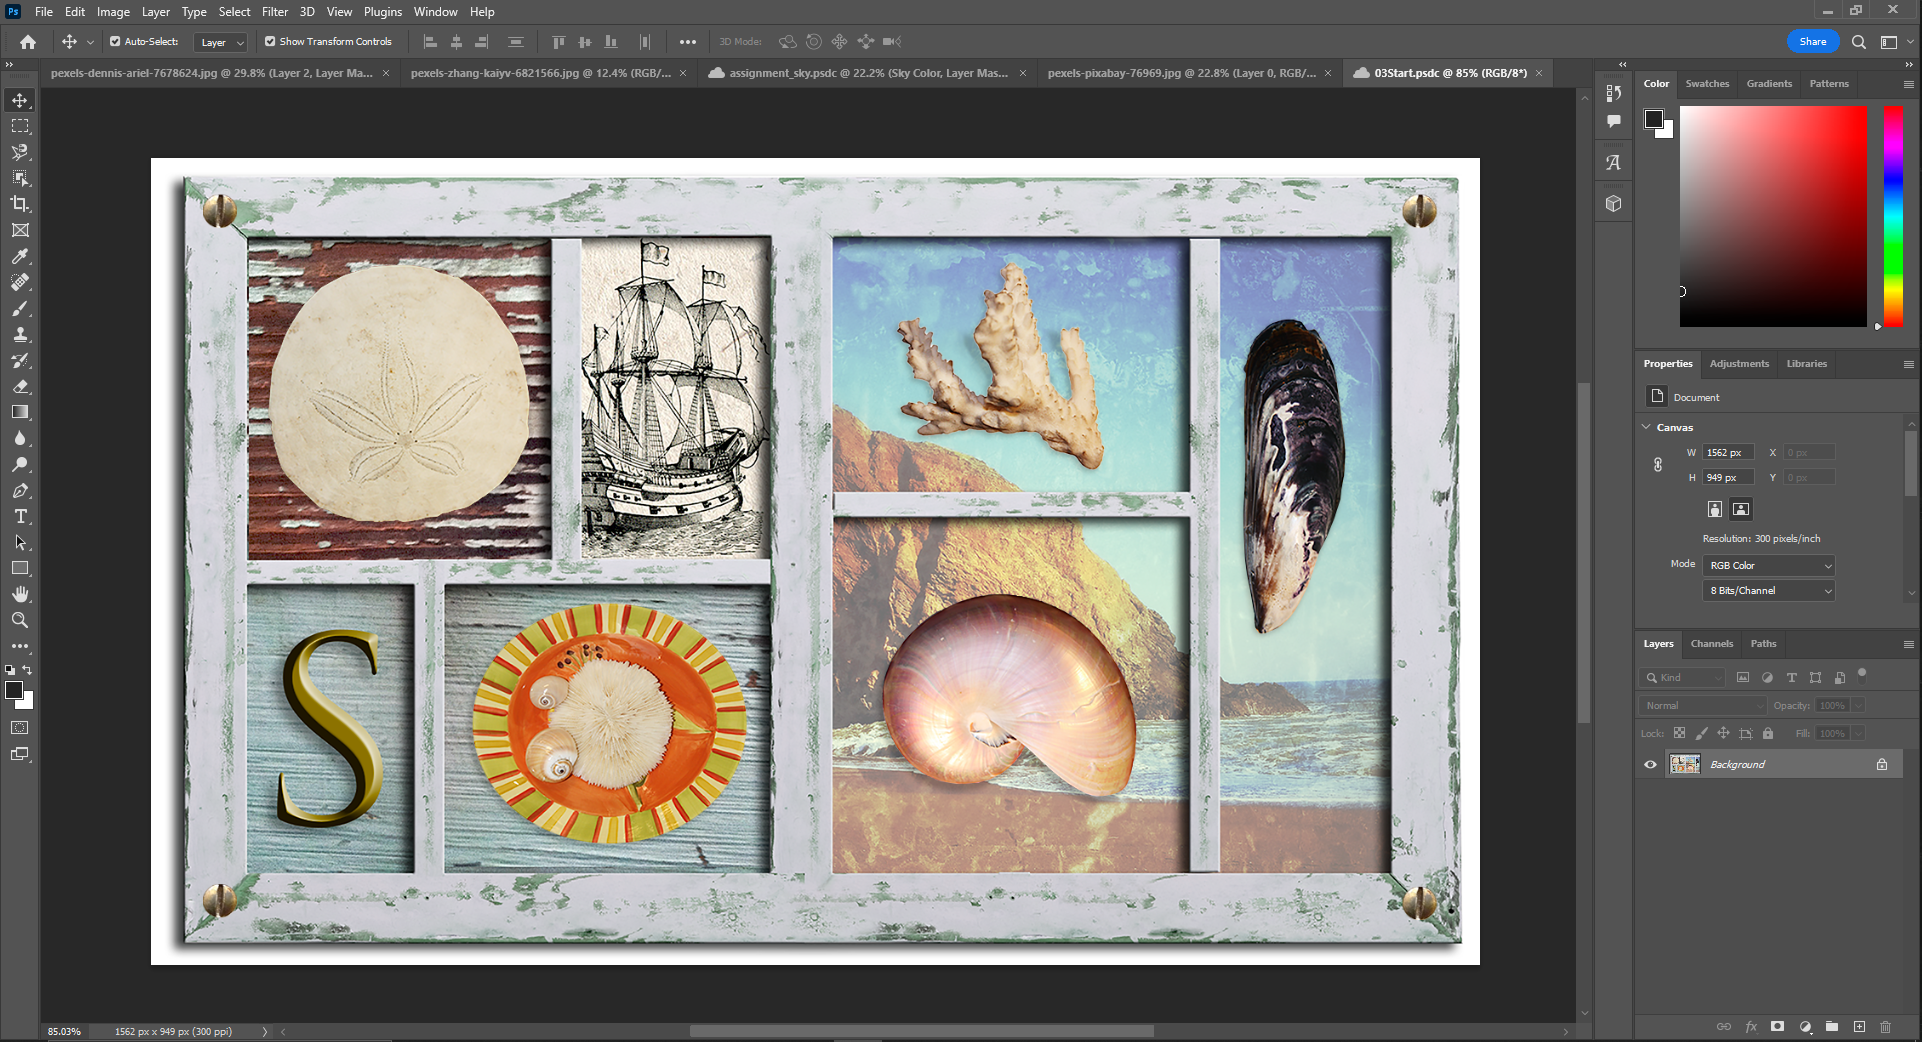 Ps File Edit Image Layer Type Select Filter 3D View Plugins Window Help
Auto-Select: Layer Show Transform Controls 3D Mode: Share
pexels-dennis-ariel-7678624.jpg @ 29.8% (Layer 2, Layer Ma... × pexels-zhang-kaiyv-6821566.jpg @ 12.4% (RGB/... × assignment_sky.psdc @ 22.2% (Sky Color, Layer Mas... × pexels-pixabay-76969.jpg @ 22.8% (Layer 0, RGB/... × 03Start.psdc @ 85% (RGB/8*) ×
Color Swatches Gradients Patterns
Properties Adjustments Libraries
Document
Canvas
W 1562 px X 0 px
H 949 px Y 0 px
Resolution: 300 pixels/inch
Mode RGB Color
8 Bits/Channel
S
Layers Channels Paths
Kind
Normal Opacity: 100%
Lock: Fill: 100%
Background
85.03% 1562 px x 949 px (300 ppi)